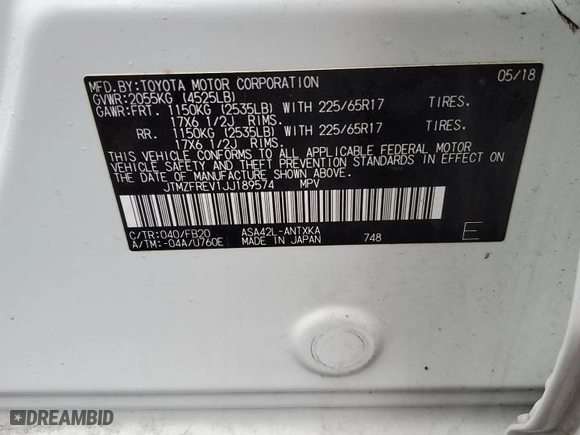 MFD.BY:TOYOTA MOTOR CORPORATION 05/18
GVWR:2055KG (4525LB)
GAWR:FRT. 1150KG (2535LB) WITH 225/65R17 TIRES.
17X6 1/2J RIMS.
RR. 1150KG (2535LB) WITH 225/65R17 TIRES.
17X6 1/2J RIMS.
THIS VEHICLE CONFORMS TO ALL APPLICABLE FEDERAL MOTOR
VEHICLE SAFETY AND THEFT PREVENTION STANDARDS IN EFFECT
ON THE DATE OF MANUFACTURE SHOWN ABOVE.
JTMZFREV1JJ189574 MPV
C/TR:040/FB20 ASA42L-ANTXKA
A/TM:-04A/U760E MADE IN JAPAN 748 E
DREAMBID